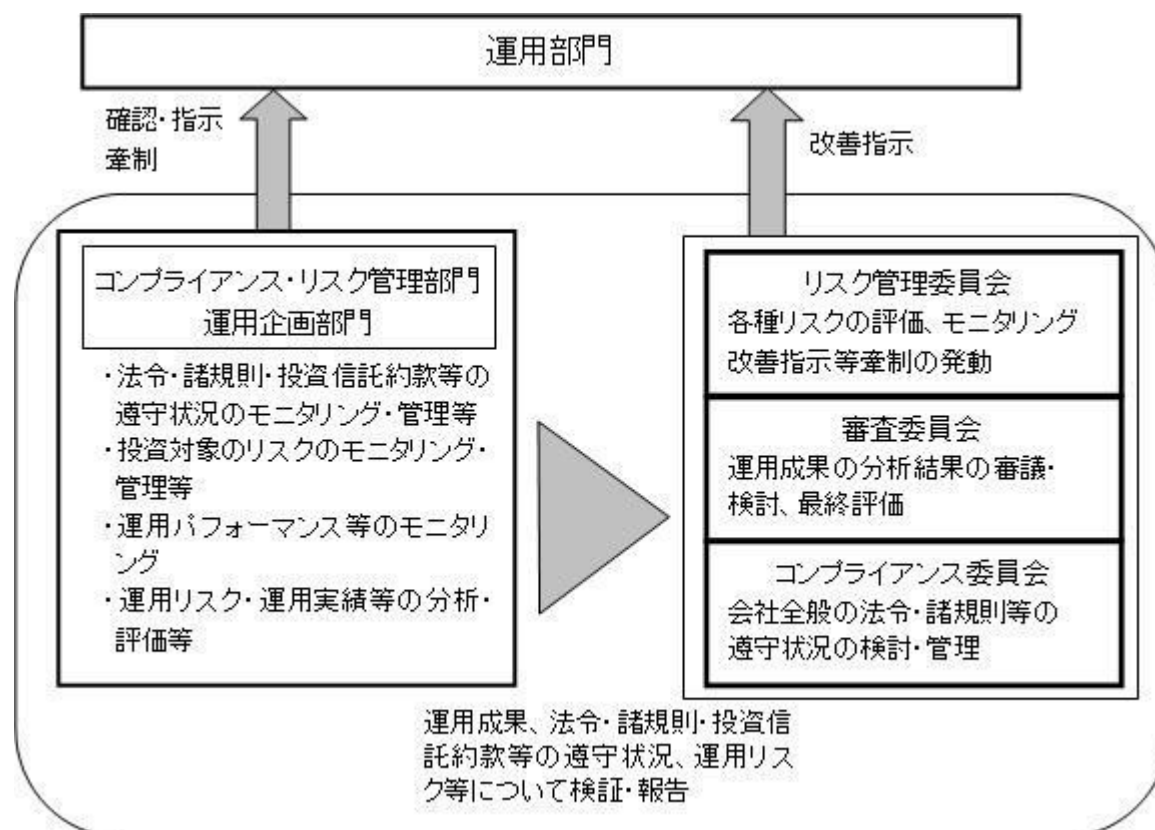 運用部門
確認・指示
牽制
改善指示
コンプライアンス・リスク管理部門
運用企画部門
・法令・諸規則・投資信託約款等の
遵守状況のモニタリング・管理等
・投資対象のリスクのモニタリング・
管理等
・運用パフォーマンス等のモニタリ
ング
・運用リスク・運用実績等の分析・
評価等
リスク管理委員会
各種リスクの評価、モニタリング
改善指示等牽制の発動
審査委員会
運用成果の分析結果の審議・
検討、最終評価
コンプライアンス委員会
会社全般の法令・諸規則等の
遵守状況の検討・管理
運用成果、法令・諸規則・投資信
託約款等の遵守状況、運用リス
ク等について検証・報告